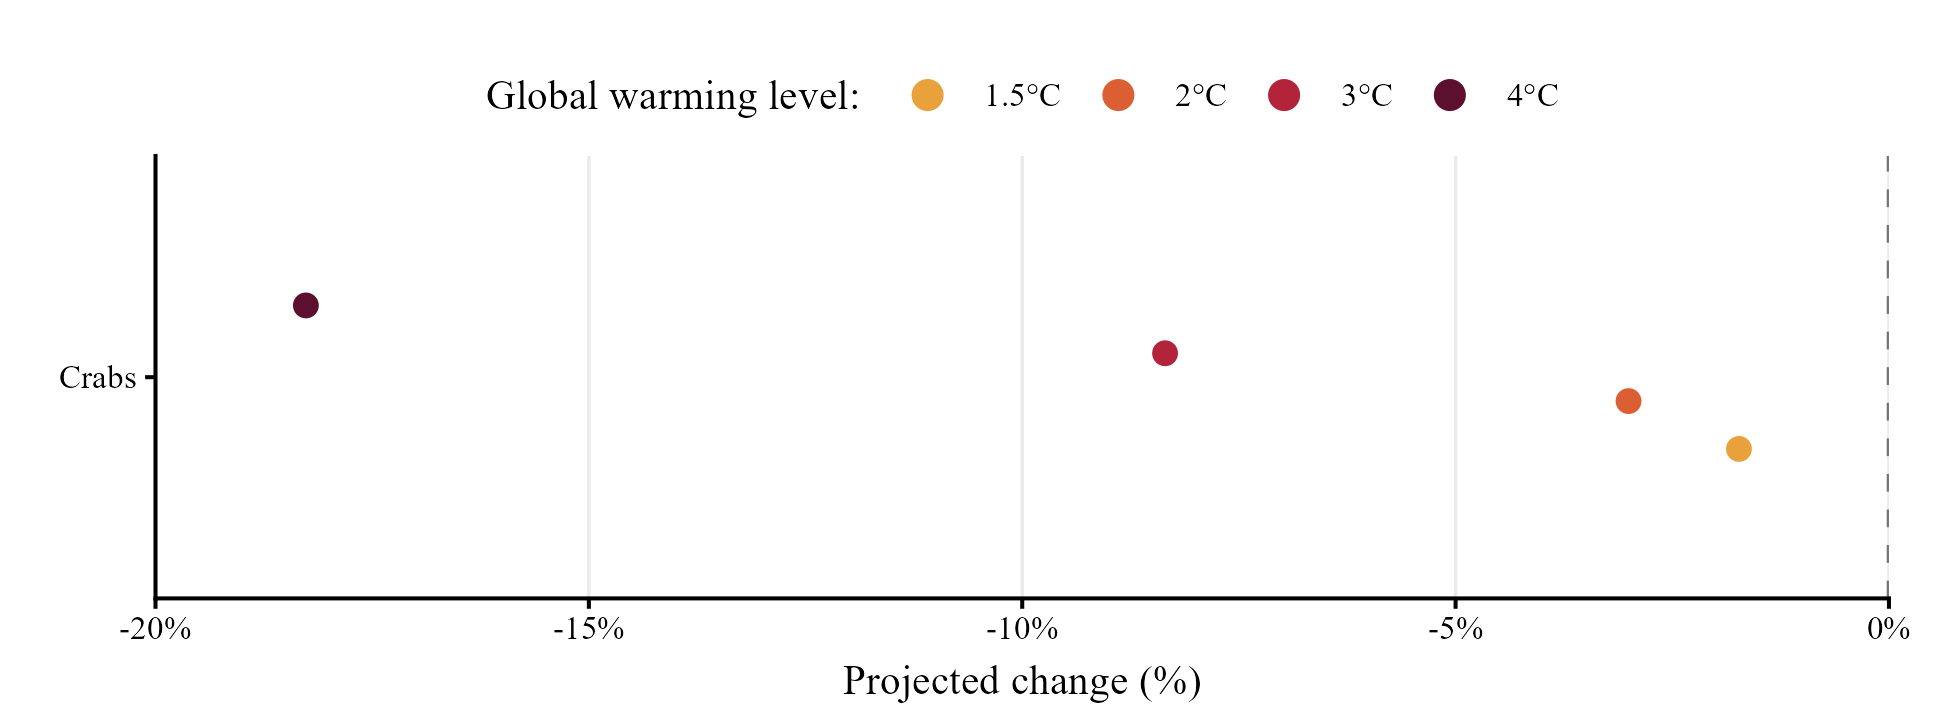 Global warming level: 1.5°C 2°C 3°C 4°C
Crabs
-20% -15% -10% -5% 0%
Projected change (%)